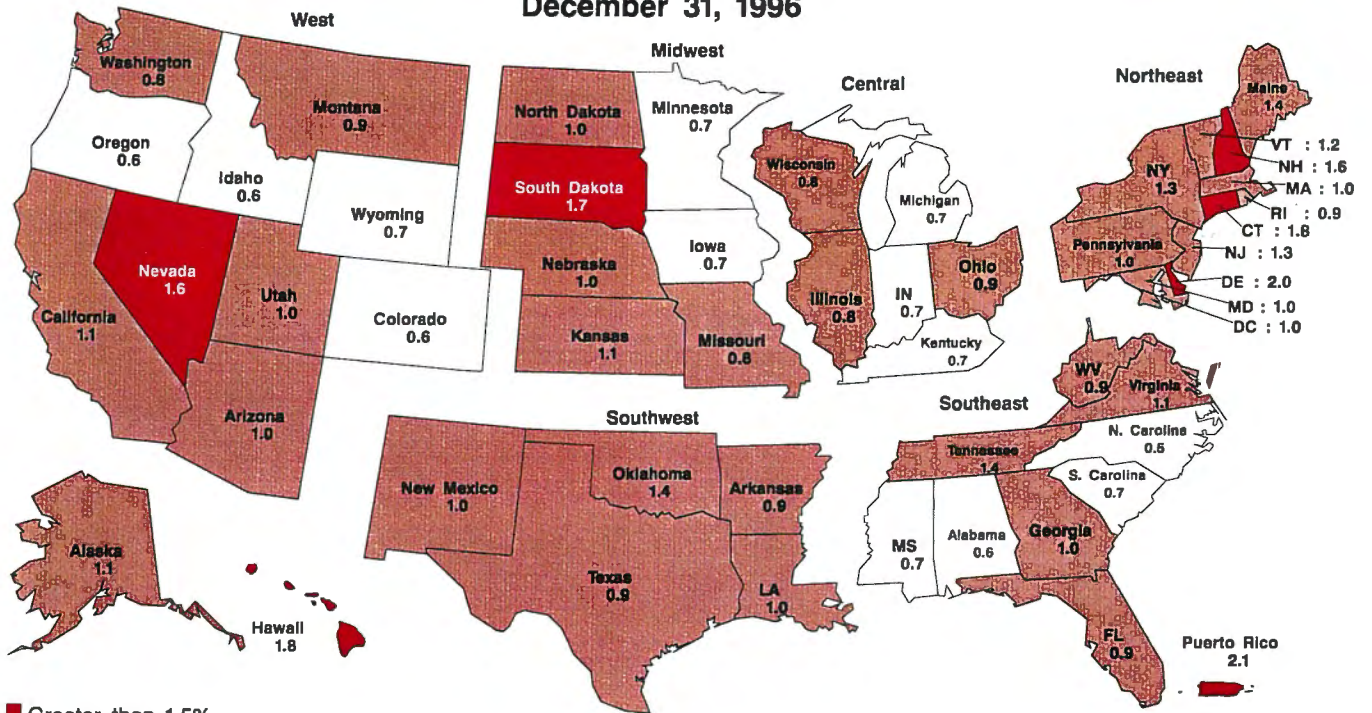 December 31, 1996
West
Midwest
Central
Northeast
Washington
0.8
Montana
0.9
Oregon
0.6
Idaho
0.6
Wyoming
0.7
Nevada
1.6
Utah
1.0
Colorado
0.6
California
1.1
Arizona
1.0
Alaska
1.1
Hawaii
1.8
North Dakota
1.0
Minnesota
0.7
South Dakota
1.7
Iowa
0.7
Nebraska
1.0
Kansas
1.1
Missouri
0.8
Wisconsin
0.8
Michigan
0.7
Illinois
0.8
IN
0.7
Ohio
0.9
Kentucky
0.7
Maine
1.4
VT : 1.2
NH : 1.6
NY
1.3
MA : 1.0
RI : 0.9
CT : 1.8
Pennsylvania
1.0
NJ : 1.3
DE : 2.0
MD : 1.0
DC : 1.0
Southwest
New Mexico
1.0
Oklahoma
1.4
Arkansas
0.9
Texas
0.9
LA
1.0
Southeast
WV
0.9
Virginia
1.1
Tennessee
1.4
N. Carolina
S. Carolina
0.7
MS
0.7
Alabama
0.6
Georgia
1.0
FL
0.9
Puerto Rico
2.1